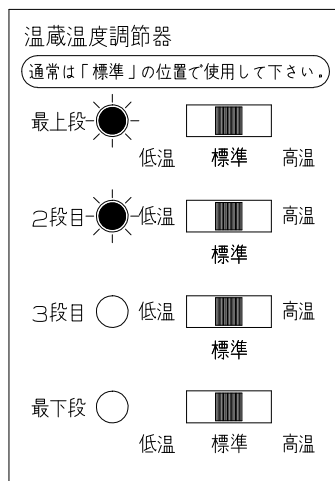 温蔵温度調節器
通常は「標準」の位置で使用して下さい。
最上段
低温 標準 高温
2段目 低温 高温
標準
3段目 低温 高温
標準
最下段
低温 標準 高温